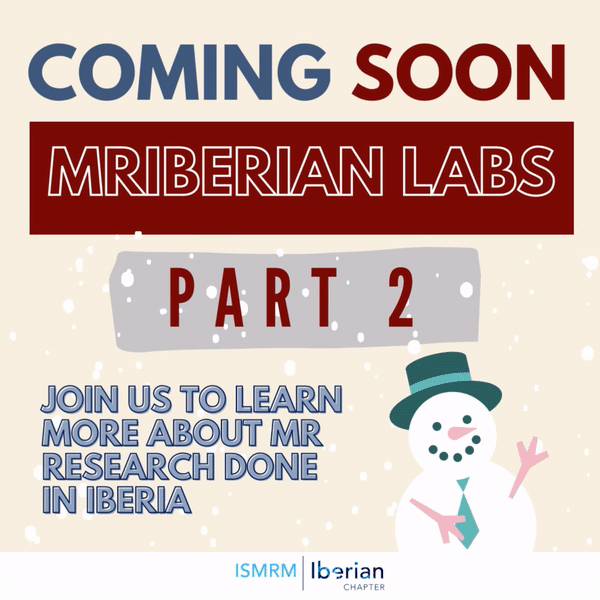 COMING SOON
MRIBERIAN LABS
PART 2
JOIN US TO LEARN
MORE ABOUT MR
RESEARCH DONE
IN IBERIA
ISMRM Iberian
CHAPTER